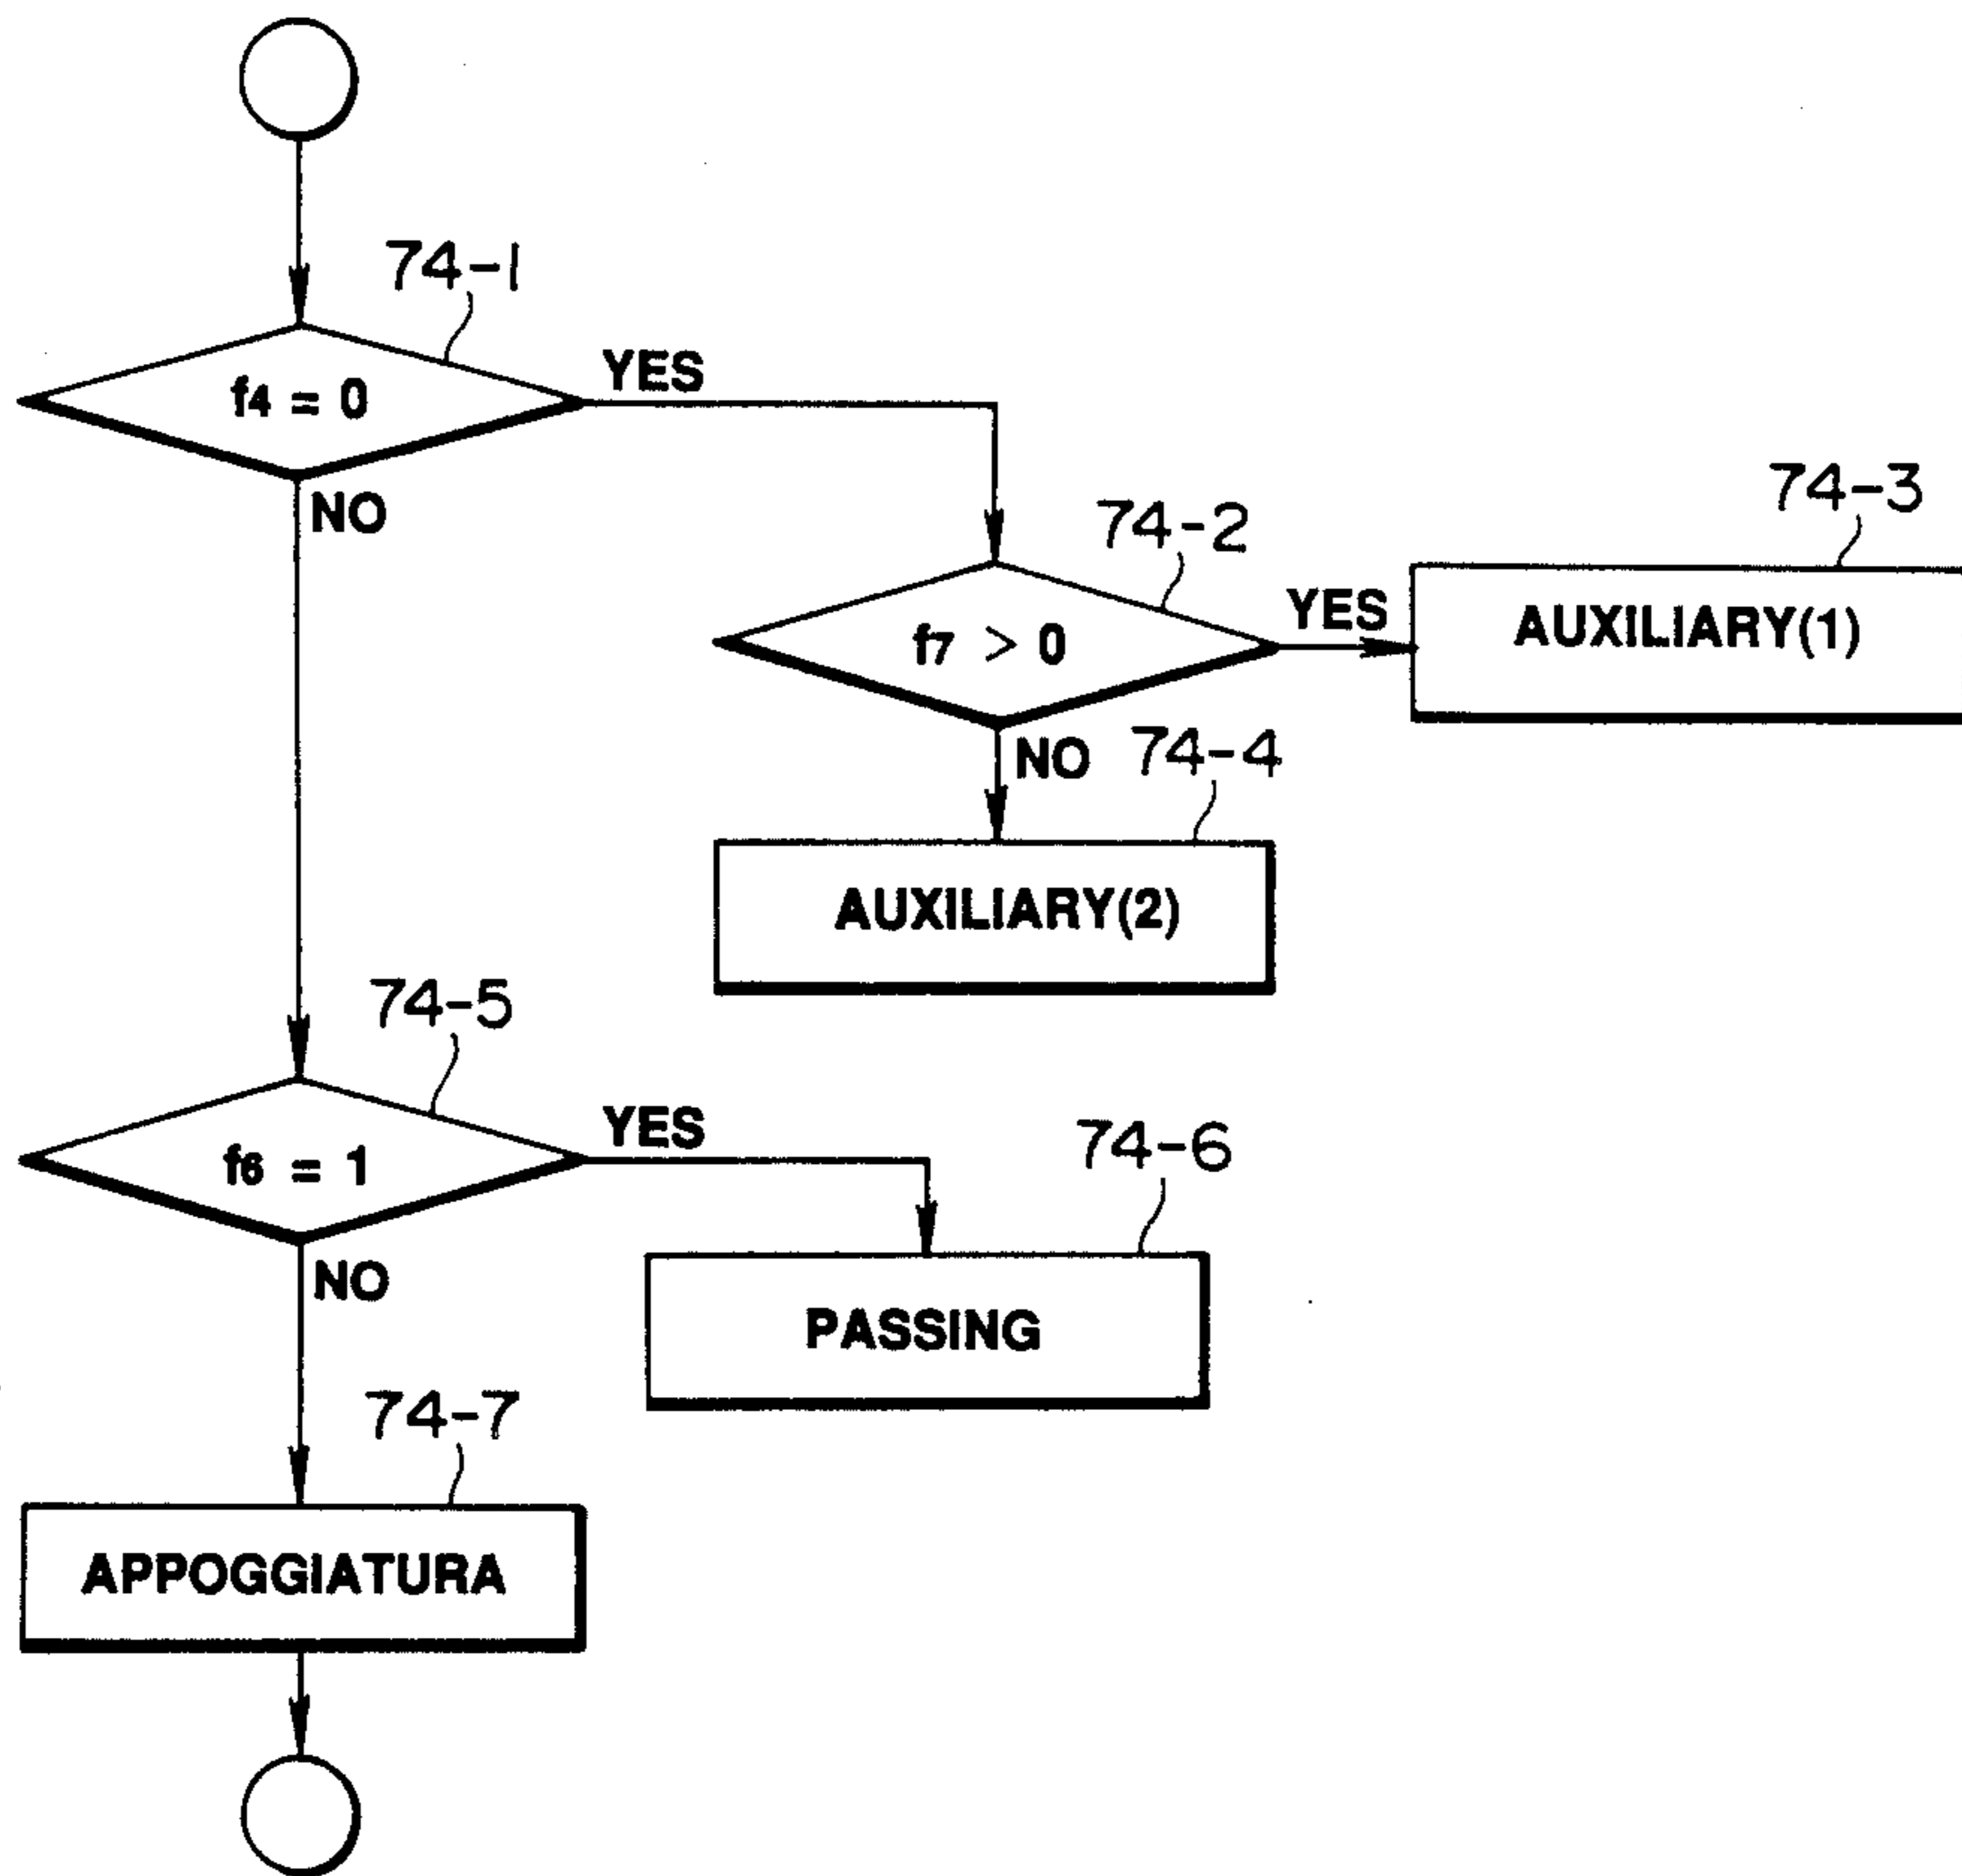 74-1
f4 = 0
YES
NO
74-2
f7 > 0
YES
74-3
AUXILIARY(1)
NO
74-4
AUXILIARY(2)
74-5
f6 = 1
YES
NO
74-6
PASSING
74-7
APPOGGIATURA